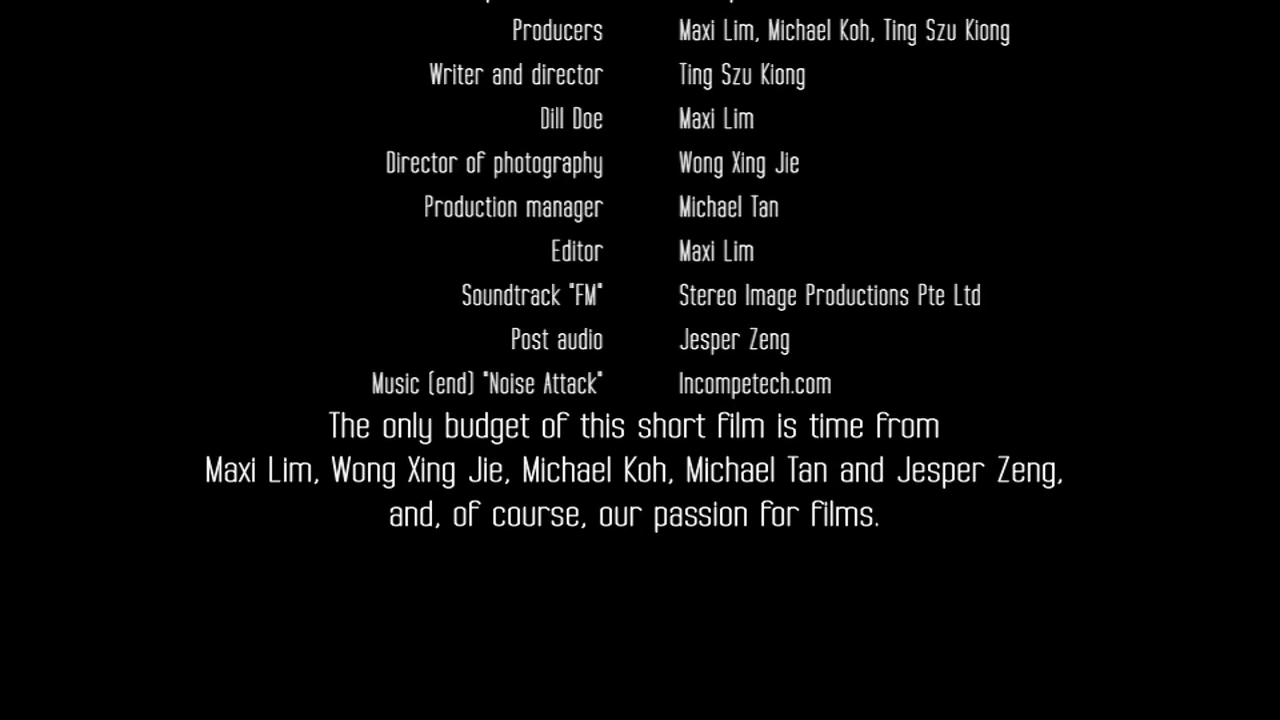 Producers Maxi Lim, Michael Koh, Ting Szu Kiong
Writer and director Ting Szu Kiong
Dill Doe Maxi Lim
Director of photography Wong Xing Jie
Production manager Michael Tan
Editor Maxi Lim
Soundtrack "FM" Stereo Image Productions Pte Ltd
Post audio Jesper Zeng
Music (end) "Noise Attack" Incompetech.com
The only budget of this short film is time from
Maxi Lim, Wong Xing Jie, Michael Koh, Michael Tan and Jesper Zeng,
and, of course, our passion for films.